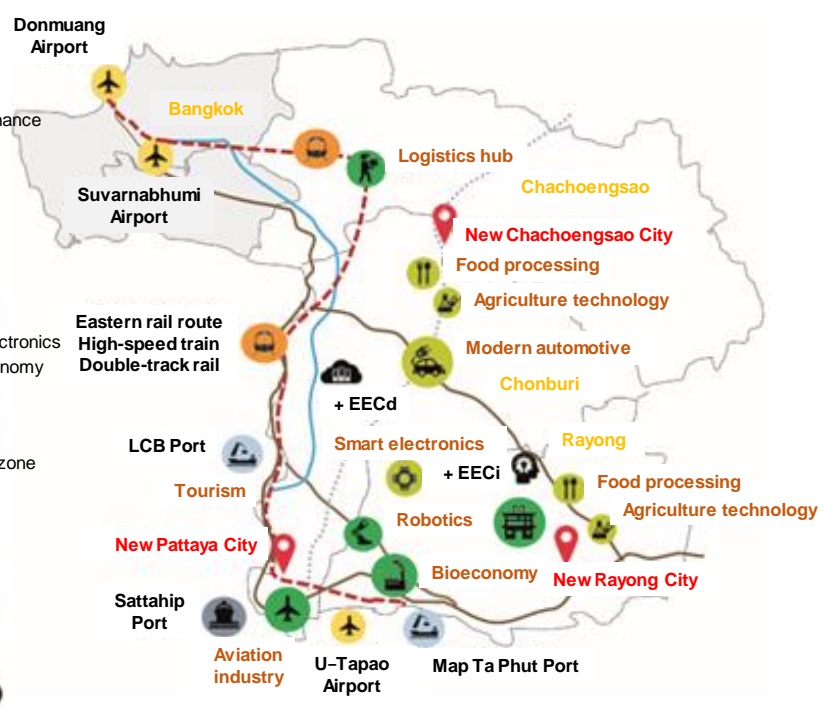 Donmuang
Airport
Bangkok
Logistics hub
Suvarnabhumi
Airport
Chachoengsao
New Chachoengsao City
Food processing
Agriculture technology
Eastern rail route
High-speed train
Double-track rail
Modern automotive
Chonburi
+ EECd
LCB Port
Smart electronics
Rayong
+ EECi
Tourism
Food processing
Agriculture technology
Robotics
New Pattaya City
Bioeconomy
New Rayong City
Sattahip
Port
Aviation
industry
U–Tapao
Airport
Map Ta Phut Port
zone